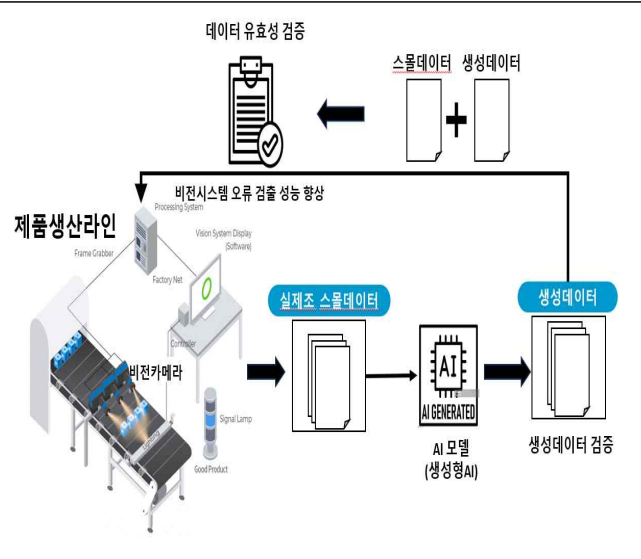 데이터 유효성 검증
스몰데이터 생성데이터
비전시스템 오류 검출 성능 향상
Processing System
제품생산라인
Vision System Display
(Software)
Frame Grabber
Factory Net
실제조 스몰데이터
생성데이터
Controller
비전카메라
AI
AI GENERATED
Signal Lamp
Lighting
AI 모델
(생성형AI)
생성데이터 검증
Good Product